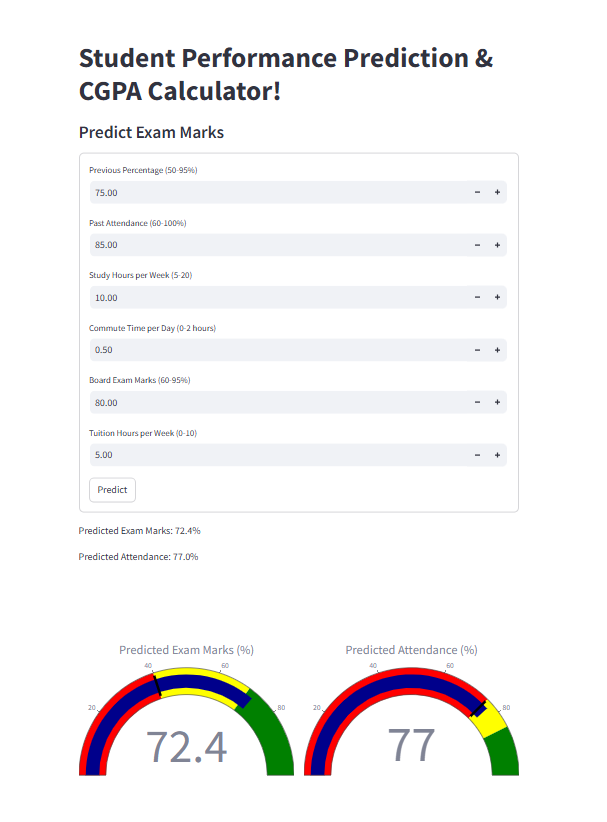 Student Performance Prediction &
CGPA Calculator!
Predict Exam Marks
Previous Percentage (50-95%)
75.00 − +
Past Attendance (60-100%)
85.00 − +
Study Hours per Week (5-20)
10.00 − +
Commute Time per Day (0-2 hours)
0.50 − +
Board Exam Marks (60-95%)
80.00 − +
Tuition Hours per Week (0-10)
5.00 − +
Predict
Predicted Exam Marks: 72.4%
Predicted Attendance: 77.0%
Predicted Exam Marks (%)
20
40
60
80
72.4
Predicted Attendance (%)
20
40
60
80
77